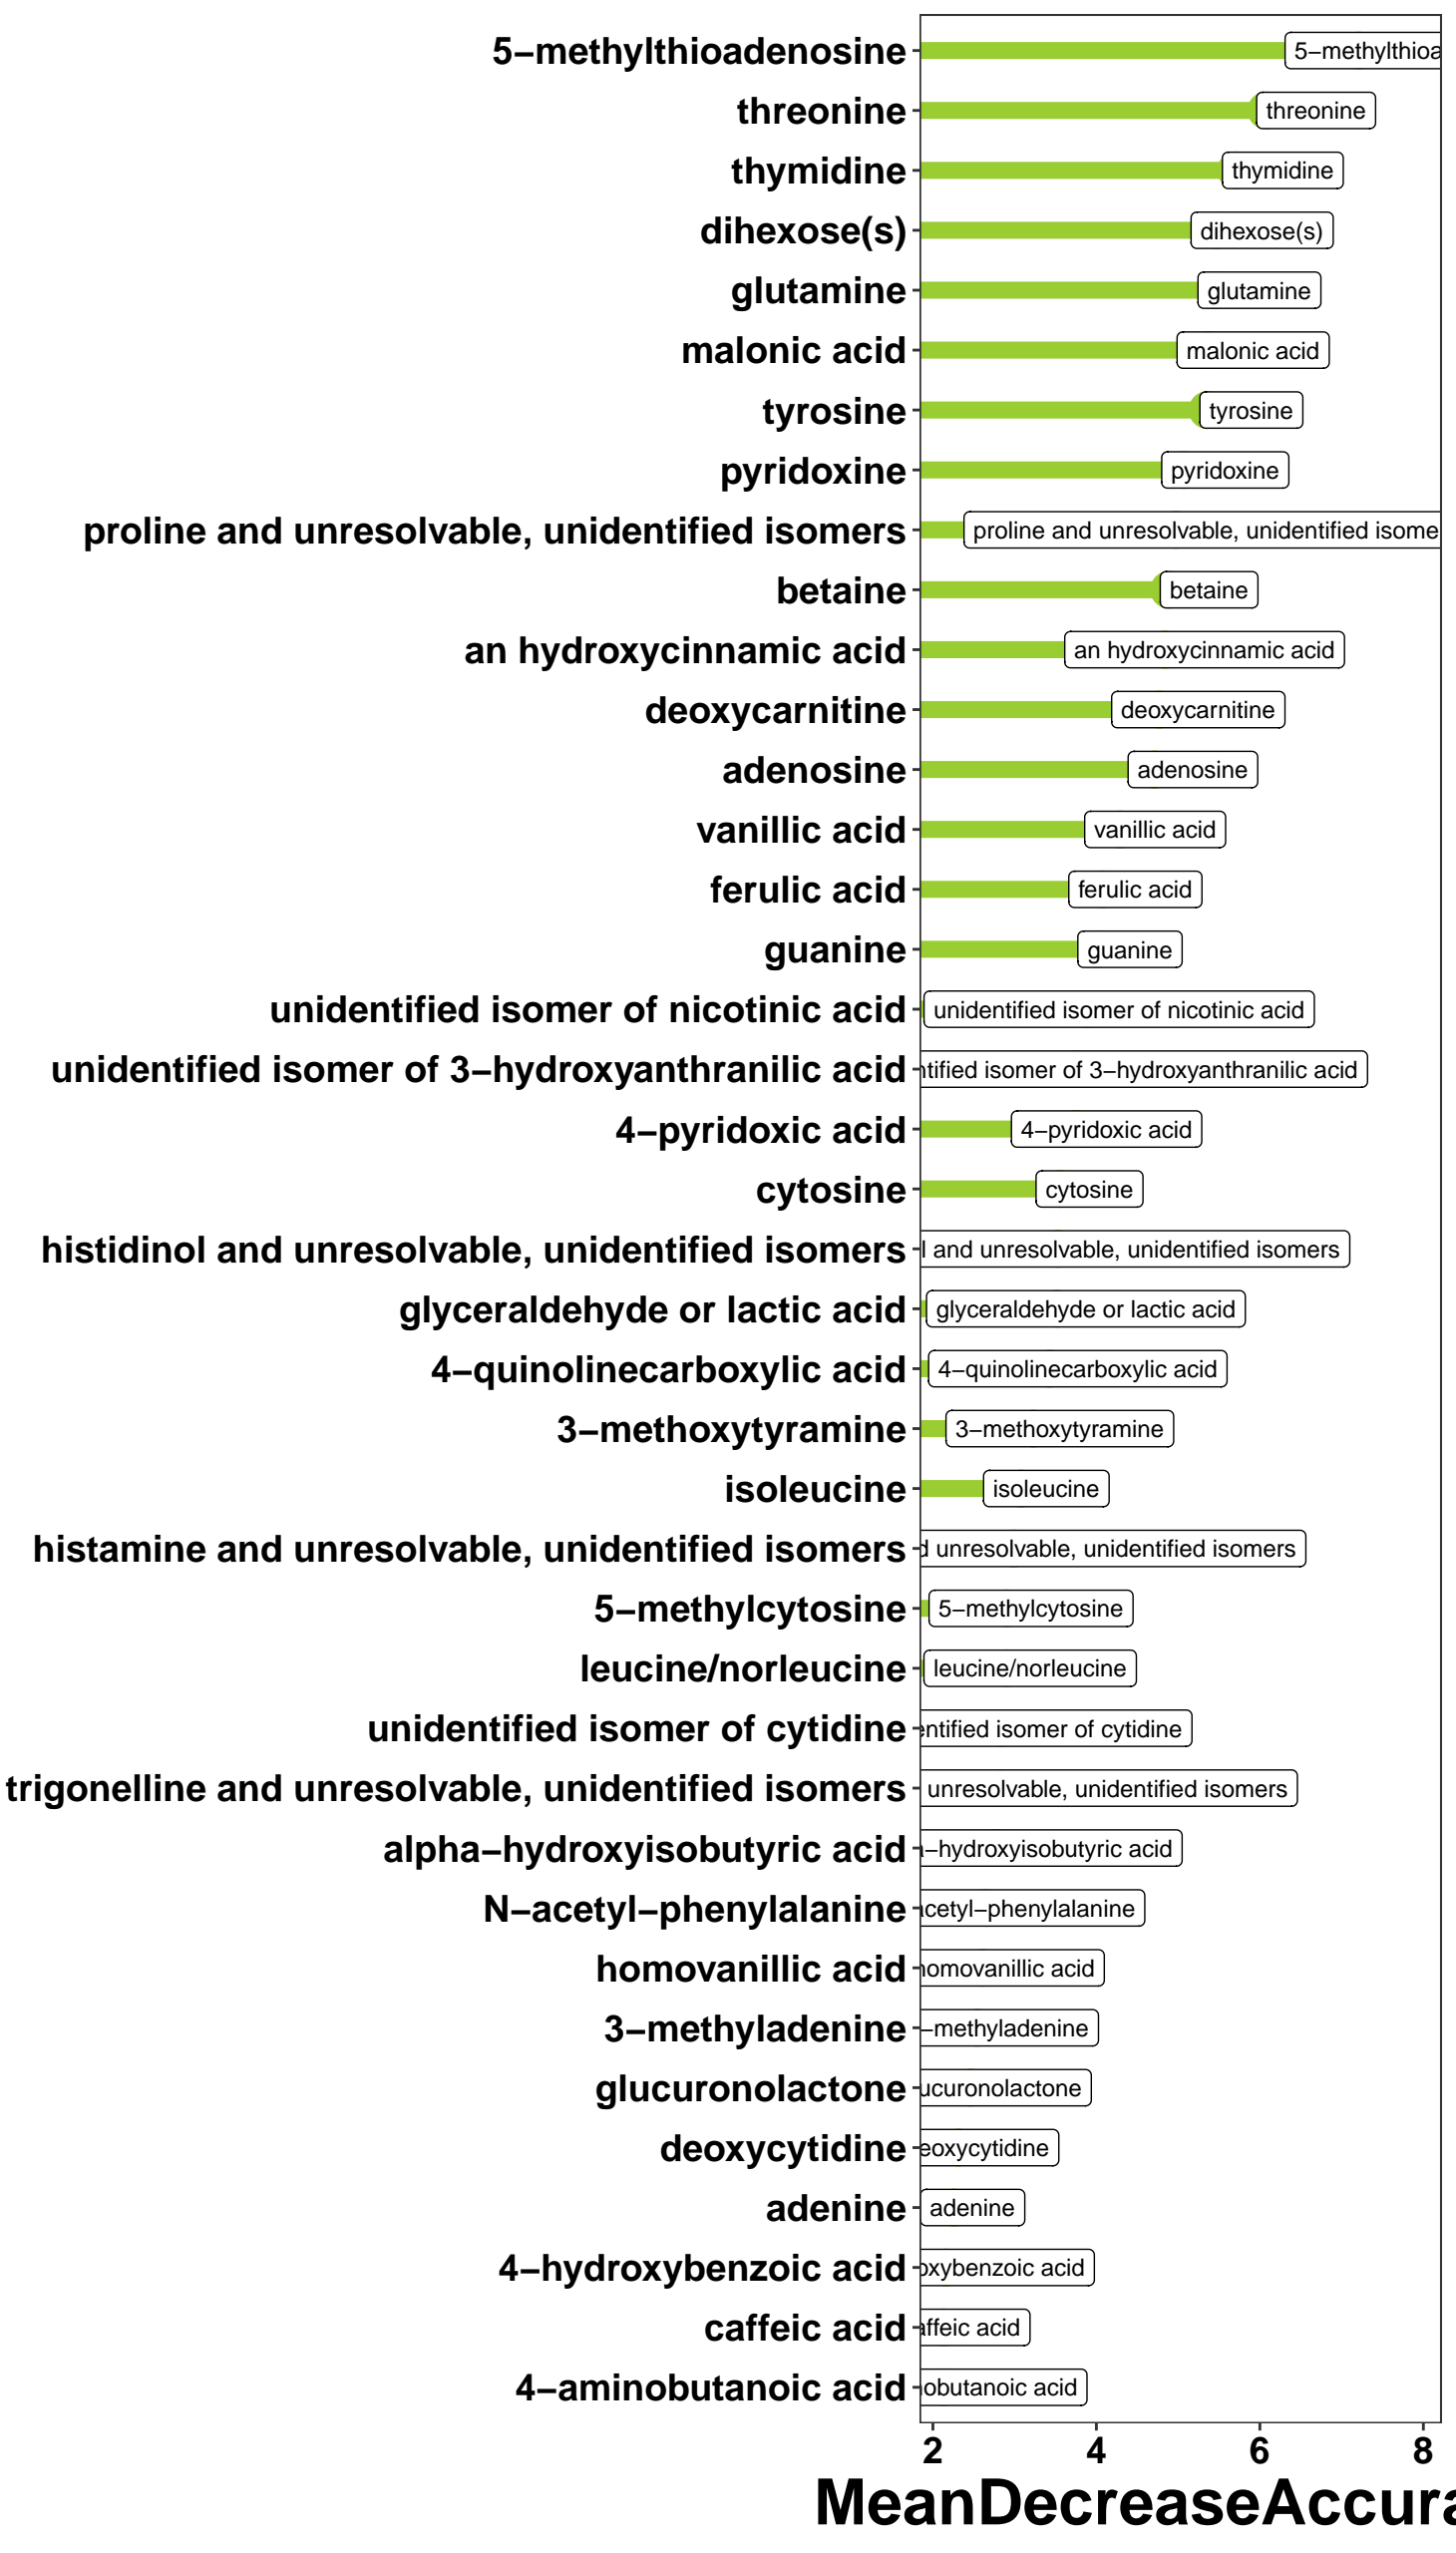 5−methylthioadenosine 5−methylthioa
threonine threonine
thymidine thymidine
dihexose(s) dihexose(s)
glutamine glutamine
malonic acid malonic acid
tyrosine tyrosine
pyridoxine pyridoxine
proline and unresolvable, unidentified isomers proline and unresolvable, unidentified isome
betaine betaine
an hydroxycinnamic acid an hydroxycinnamic acid
deoxycarnitine deoxycarnitine
adenosine adenosine
vanillic acid vanillic acid
ferulic acid ferulic acid
guanine guanine
unidentified isomer of nicotinic acid unidentified isomer of nicotinic acid
unidentified isomer of 3−hydroxyanthranilic acid ntified isomer of 3−hydroxyanthranilic acid
4−pyridoxic acid 4−pyridoxic acid
cytosine cytosine
histidinol and unresolvable, unidentified isomers l and unresolvable, unidentified isomers
glyceraldehyde or lactic acid glyceraldehyde or lactic acid
4−quinolinecarboxylic acid 4−quinolinecarboxylic acid
3−methoxytyramine 3−methoxytyramine
isoleucine isoleucine
histamine and unresolvable, unidentified isomers d unresolvable, unidentified isomers
5−methylcytosine 5−methylcytosine
leucine/norleucine leucine/norleucine
unidentified isomer of cytidine entified isomer of cytidine
trigonelline and unresolvable, unidentified isomers unresolvable, unidentified isomers
alpha−hydroxyisobutyric acid a−hydroxyisobutyric acid
N−acetyl−phenylalanine acetyl−phenylalanine
homovanillic acid homovanillic acid
3−methyladenine −methyladenine
glucuronolactone ucuronolactone
deoxycytidine eoxycytidine
adenine adenine
4−hydroxybenzoic acid oxybenzoic acid
caffeic acid affeic acid
4−aminobutanoic acid obutanoic acid
2 4 6 8
MeanDecreaseAccura